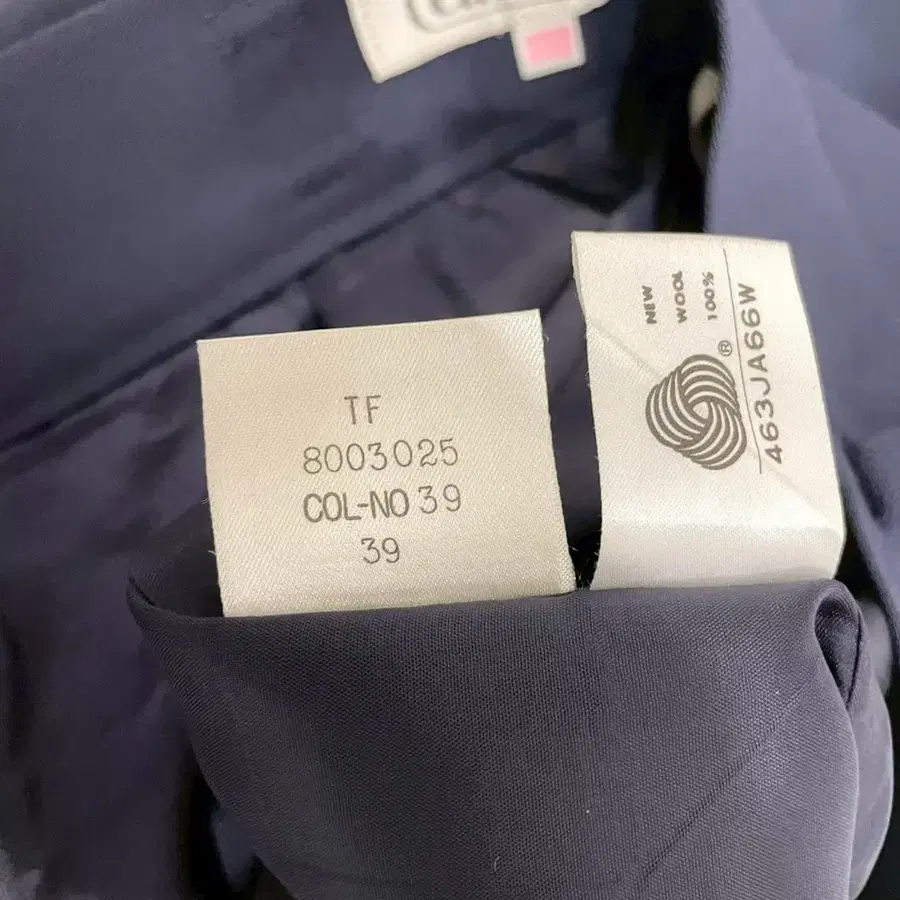 TF
8003025
COL-NO 39
39
NEW
WOOL
100%
®
463JA66W